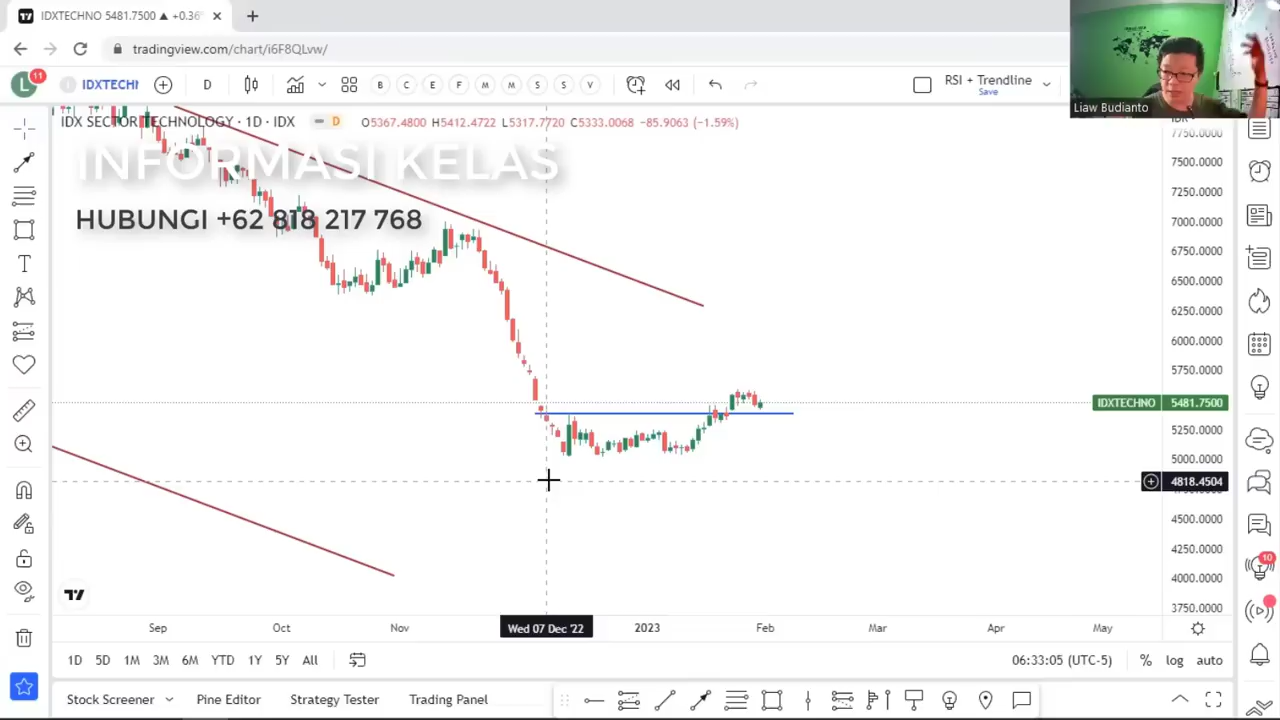 IDXTECHNO 5481.7500 ▲ +0.36
tradingview.com/chart/i6F8QLvw/
L 11 IDXTECHI D B C E F M M S S V RSI + Trendline
Save
Liaw Budianto
IDX SECTOR TECHNOLOGY · 1D · IDX D H5412.4722 C5333.0068 -85.9063 (-1.59%)
INFORMASI KELAS
HUBUNGI +62 818 217 768
7750.0000
7500.0000
7250.0000
7000.0000
6750.0000
6500.0000
6250.0000
6000.0000
5750.0000
IDXTECHNO 5481.7500
5250.0000
5000.0000
4818.4504
4500.0000
4250.0000
4000.0000
3750.0000
10
Sep Oct Nov Wed 07 Dec '22 2023 Feb Mar Apr May
1D 5D 1M 3M 6M YTD 1Y 5Y All 06:33:05 (UTC-5) % log auto
Stock Screener Pine Editor Strategy Tester Trading Panel